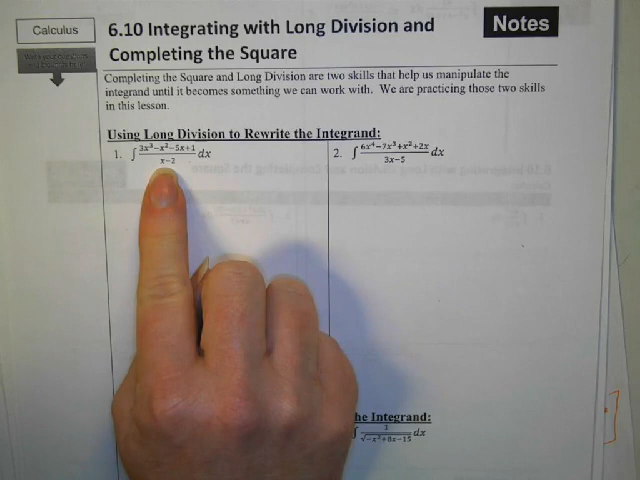 Calculus
6.10 Integrating with Long Division and
Completing the Square
Notes
Completing the Square and Long Division are two skills that help us manipulate the
integrand until it becomes something we can work with. We are practicing those two skills
in this lesson.
Using Long Division to Rewrite the Integrand:
1. ∫ (3x³−x²−5x+1)/(x−2) dx
2. ∫ (6x⁴−7x³+x²+2x)/(3x−5) dx
he Integrand:
∫ 1/√(−x²+8x−15) dx